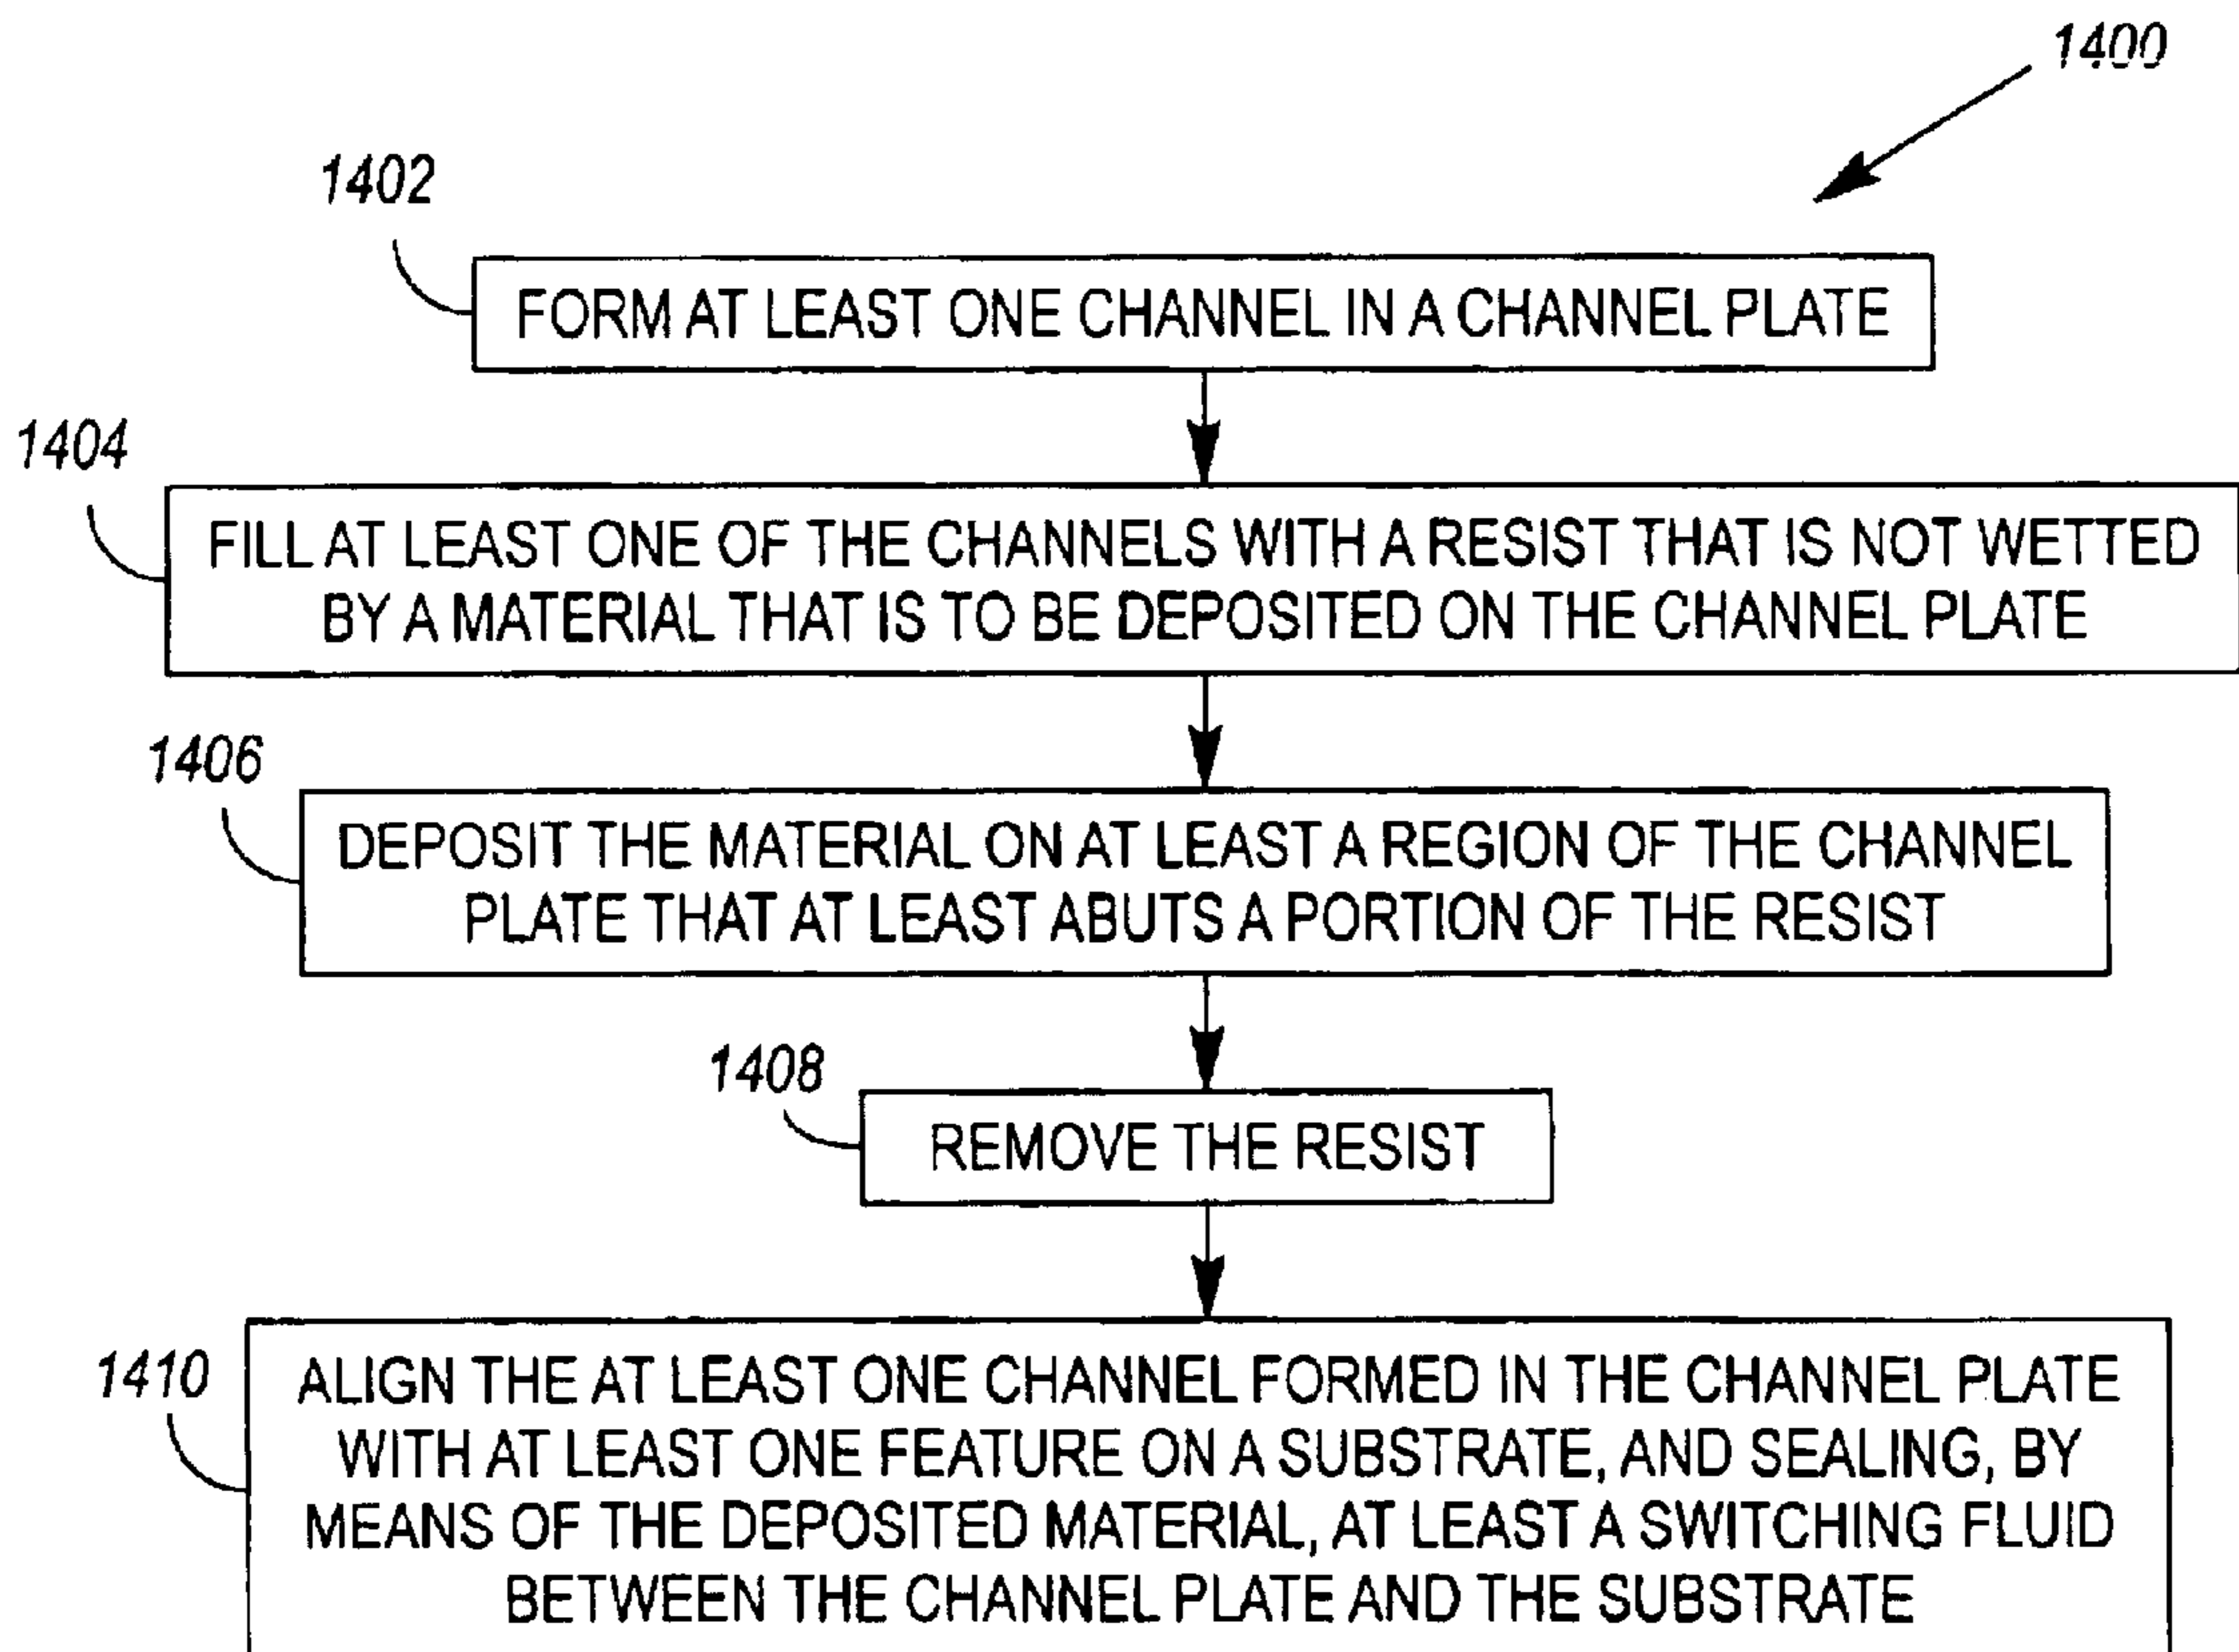 1400
1402
FORM AT LEAST ONE CHANNEL IN A CHANNEL PLATE
1404
FILL AT LEAST ONE OF THE CHANNELS WITH A RESIST THAT IS NOT WETTED
BY A MATERIAL THAT IS TO BE DEPOSITED ON THE CHANNEL PLATE
1406
DEPOSIT THE MATERIAL ON AT LEAST A REGION OF THE CHANNEL
PLATE THAT AT LEAST ABUTS A PORTION OF THE RESIST
1408
REMOVE THE RESIST
1410
ALIGN THE AT LEAST ONE CHANNEL FORMED IN THE CHANNEL PLATE
WITH AT LEAST ONE FEATURE ON A SUBSTRATE, AND SEALING, BY
MEANS OF THE DEPOSITED MATERIAL, AT LEAST A SWITCHING FLUID
BETWEEN THE CHANNEL PLATE AND THE SUBSTRATE